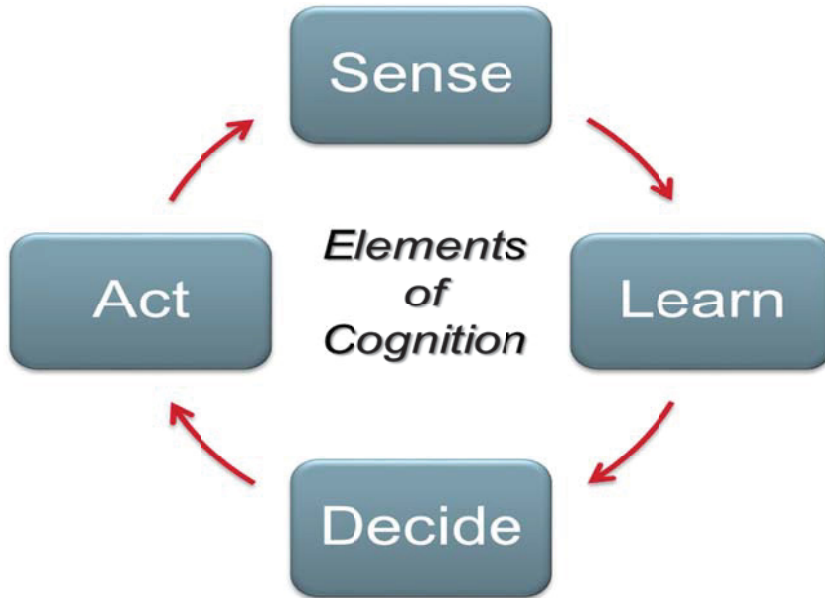 Sense
Learn
Decide
Act
Elements
of
Cognition